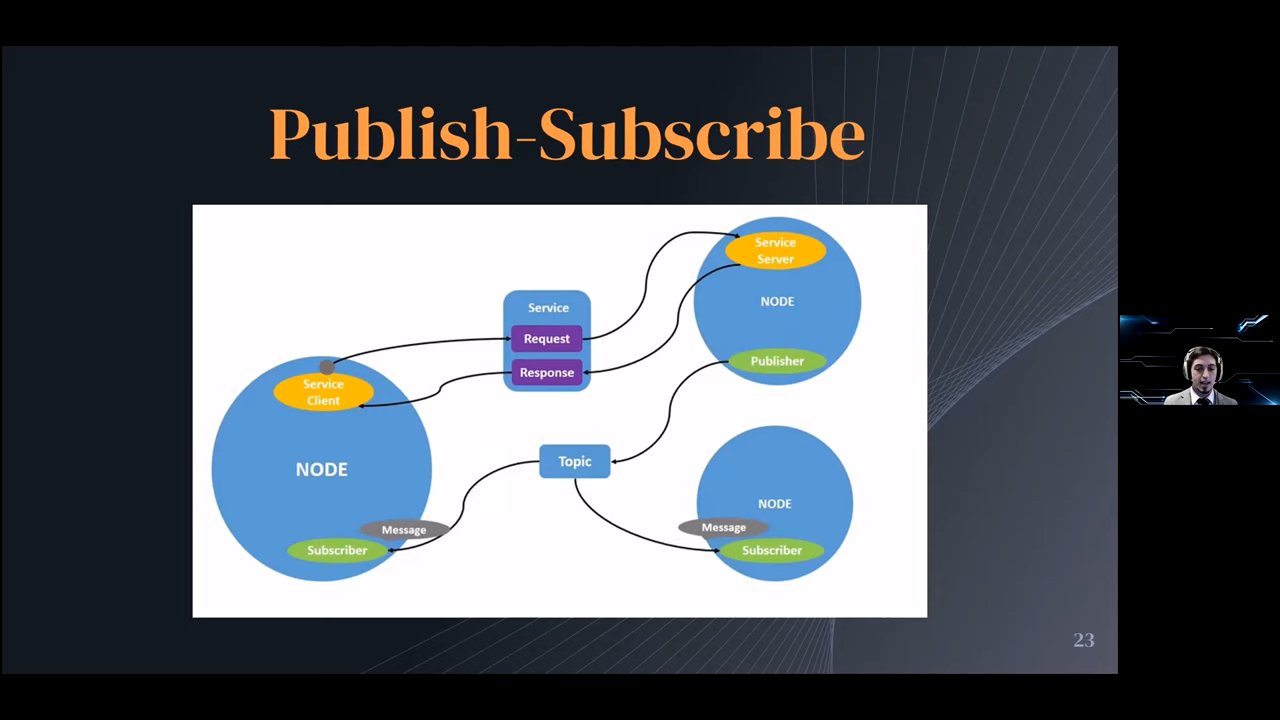 Publish-Subscribe
Service
Server
Service
NODE
Request
Publisher
Response
Service
Client
Topic
NODE
NODE
Message
Message
Subscriber
Subscriber
23